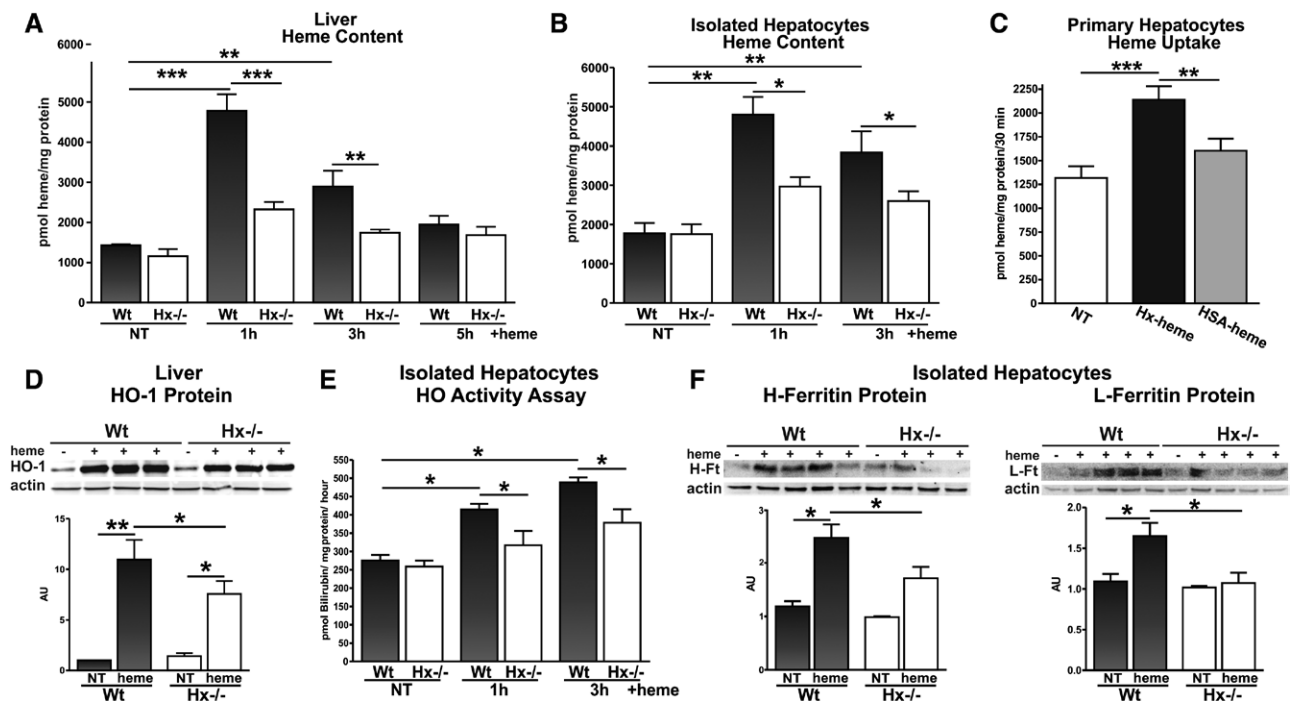 A
Liver
Heme Content
pmol heme/mg protein
6000
5000
4000
3000
2000
1000
0
**
***
***
**
Wt Hx-/- Wt Hx-/- Wt Hx-/- Wt Hx-/-
NT 1h 3h 5h +heme
B
Isolated Hepatocytes
Heme Content
pmol heme/mg protein
6000
5000
4000
3000
2000
1000
0
**
**
*
*
Wt Hx-/- Wt Hx-/- Wt Hx-/-
NT 1h 3h +heme
C
Primary Hepatocytes
Heme Uptake
pmol heme/mg protein/30 min
2250
2000
1750
1500
1250
1000
750
500
250
0
***
**
NT Hx-heme HSA-heme
D
Liver
HO-1 Protein
Wt Hx-/-
heme - + + + - + + +
HO-1
actin
AU
15
10
5
0
**
*
*
NT heme NT heme
Wt Hx-/-
E
Isolated Hepatocytes
HO Activity Assay
pmol Bilirubin/ mg protein/ hour
550
500
450
400
350
300
250
200
150
100
50
0
*
*
*
*
Wt Hx-/- Wt Hx-/- Wt Hx-/-
NT 1h 3h +heme
F
Isolated Hepatocytes
H-Ferritin Protein
Wt Hx-/-
heme - + + + - + + +
H-Ft
actin
AU
3
2
1
0
*
*
NT heme NT heme
Wt Hx-/-
L-Ferritin Protein
Wt Hx-/-
heme - + + + + - + + +
L-Ft
actin
AU
2.0
1.5
1.0
0.5
0.0
*
*
NT heme NT heme
Wt Hx-/-